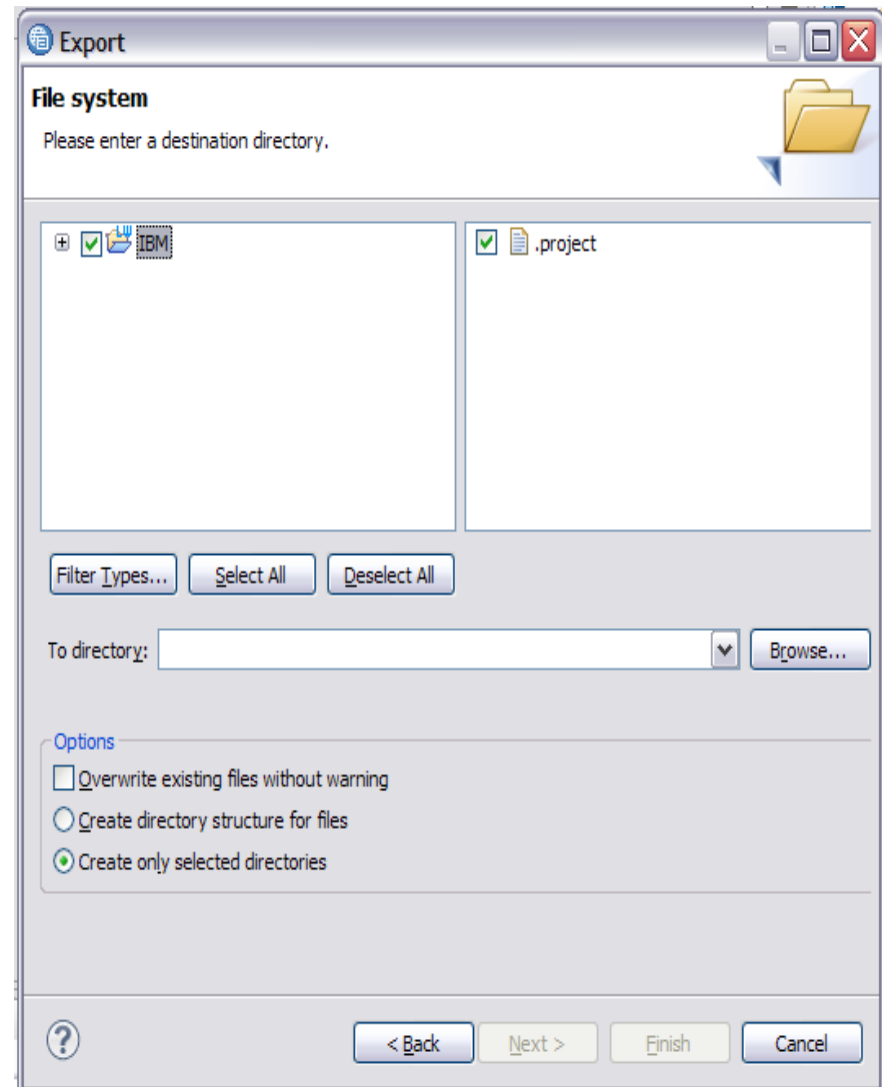 Export
File system
Please enter a destination directory.
IBM
.project
Filter Types... Select All Deselect All
To directory: Browse...
Options
Overwrite existing files without warning
Create directory structure for files
Create only selected directories
? < Back Next > Finish Cancel